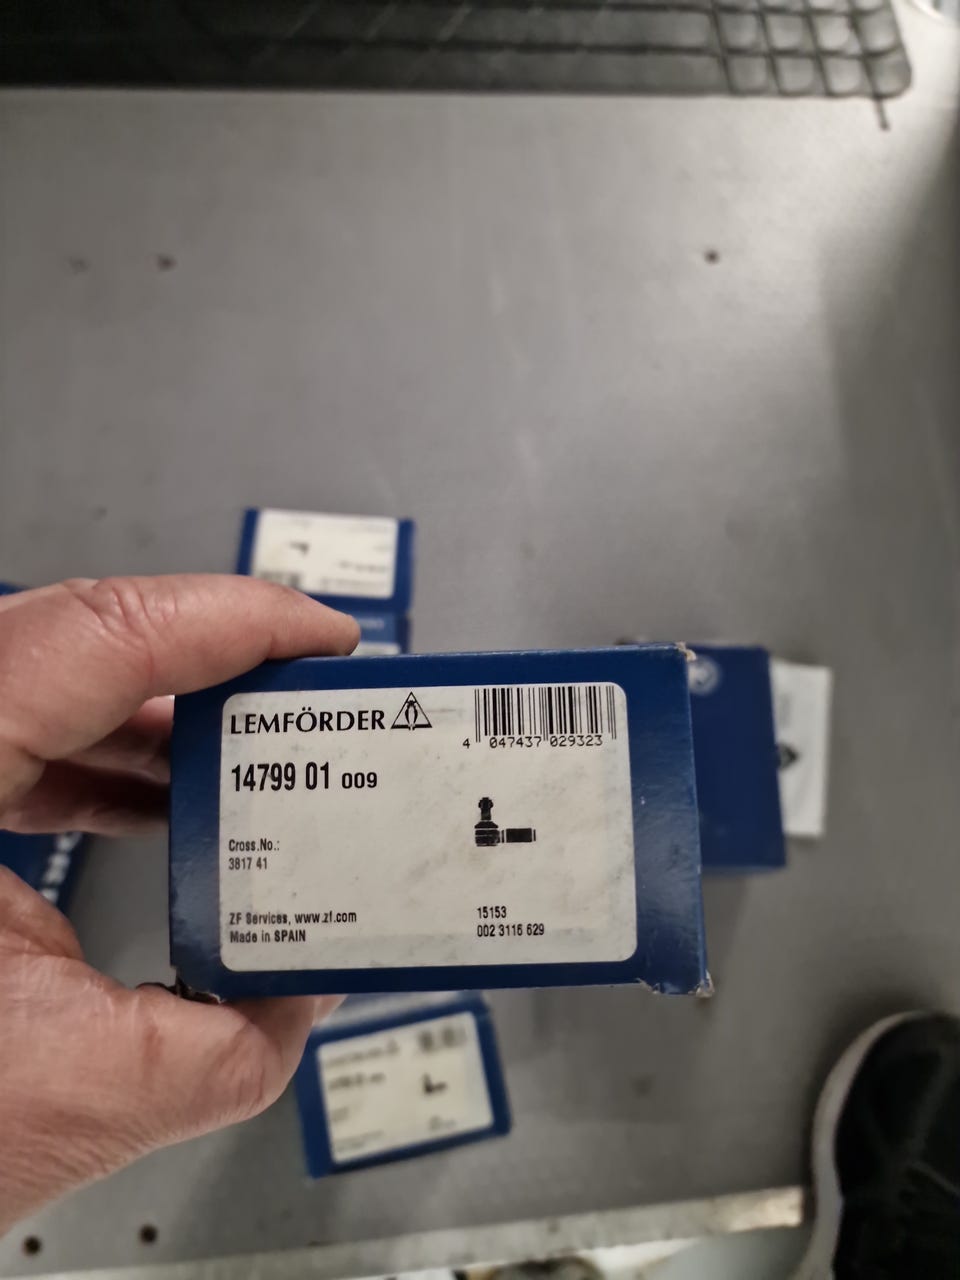 LEMFÖRDER
4 047437 029323
14799 01 009
Cross.No.:
3817 41
ZF Services, www.zf.com
Made in SPAIN
15153
002 3116 629